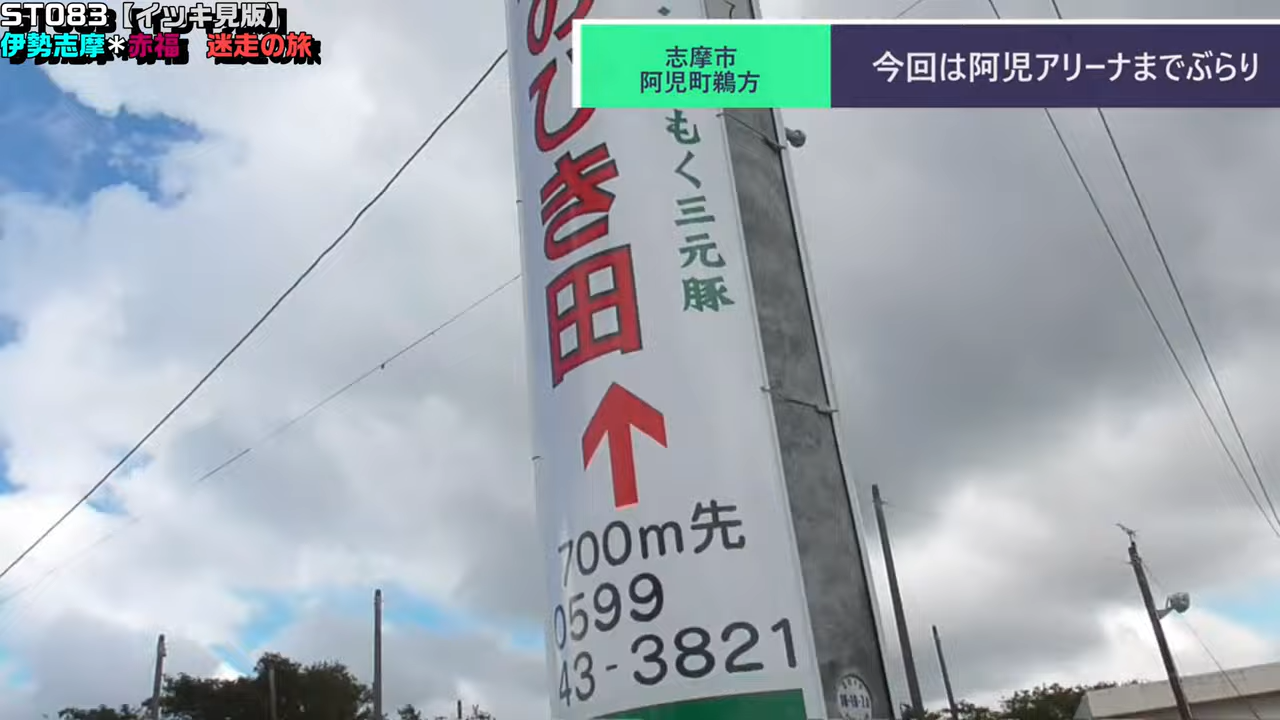 ST083【イッキ見版】
伊勢志摩*赤福 迷走の旅
志摩市
阿児町鵜方
今回は阿児アリーナまでぶらり
のひき田
もく三元豚
700m先
0599
43-3821